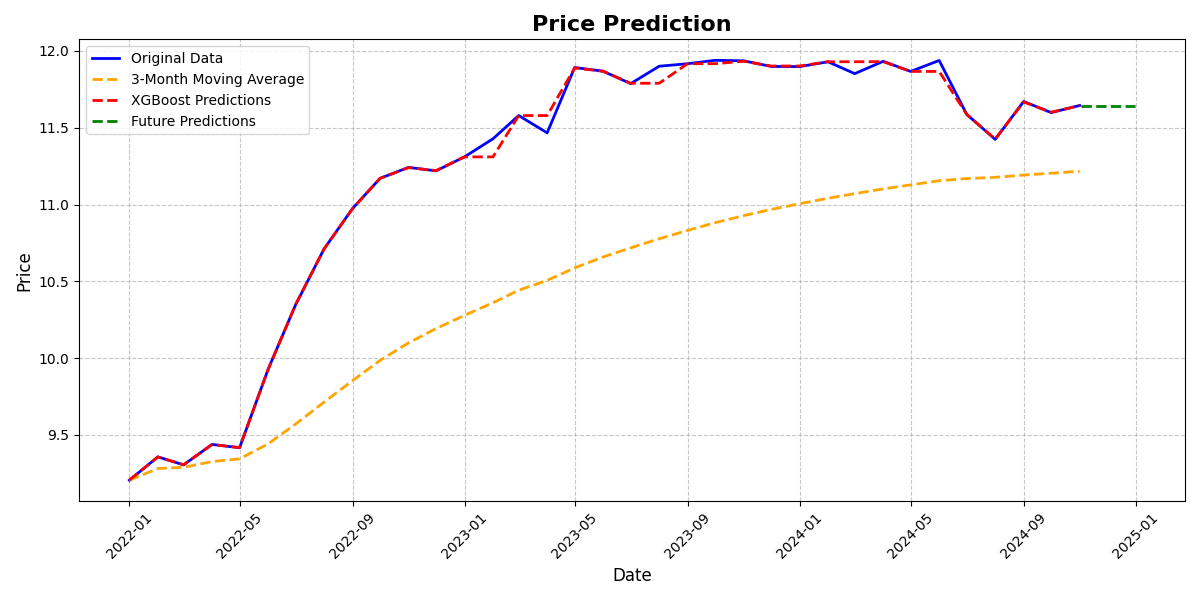 Price Prediction
Original Data
3-Month Moving Average
XGBoost Predictions
Future Predictions
12.0
11.5
11.0
10.5
10.0
9.5
Price
2022-01
2022-05
2022-09
2023-01
2023-05
2023-09
2024-01
2024-05
2024-09
2025-01
Date